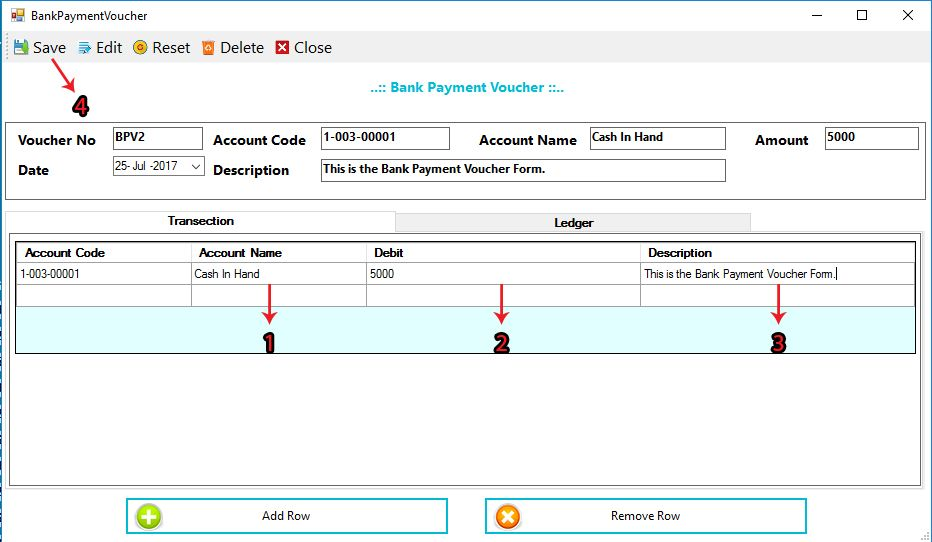 BankPaymentVoucher
Save Edit Reset Delete Close
4
..:: Bank Payment Voucher ::..
Voucher No BPV2 Account Code 1-003-00001 Account Name Cash In Hand Amount 5000
Date 25- Jul -2017 Description This is the Bank Payment Voucher Form.
Transection Ledger
Account Code Account Name Debit Description
1-003-00001 Cash In Hand 5000 This is the Bank Payment Voucher Form.
1 2 3
Add Row Remove Row